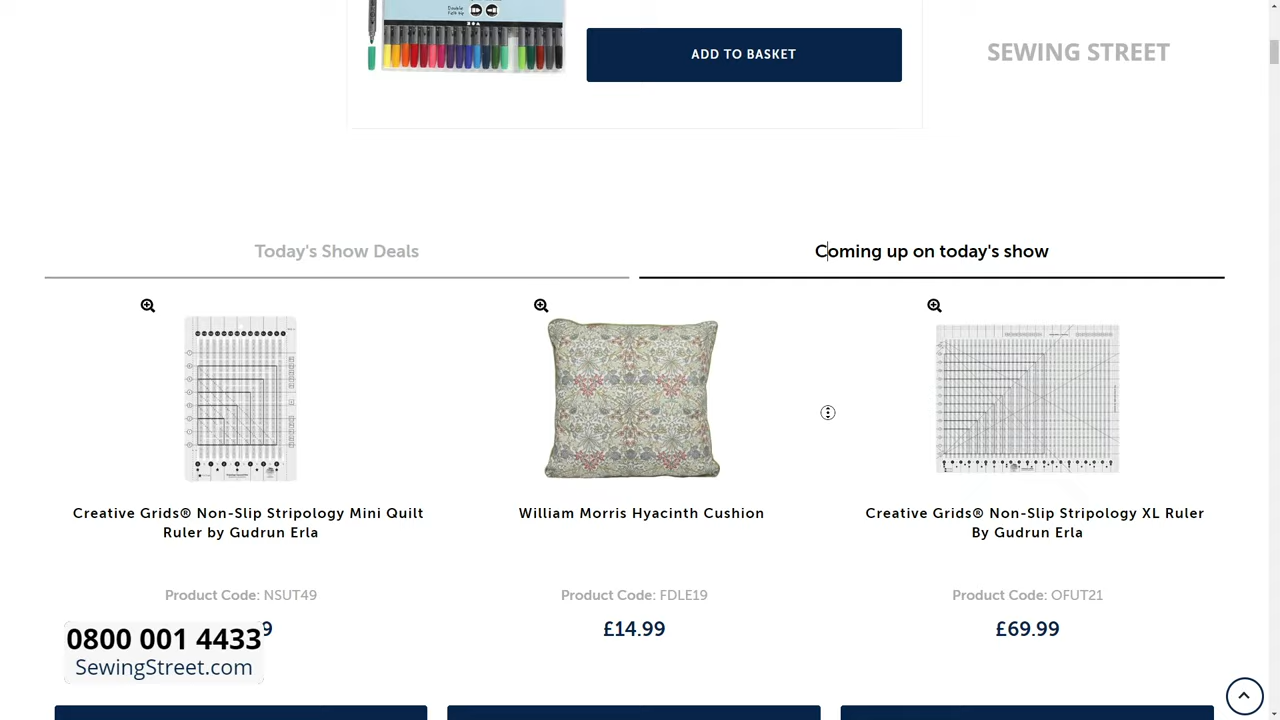 ADD TO BASKET
SEWING STREET
Today's Show Deals
Coming up on today's show
Creative Grids® Non-Slip Stripology Mini Quilt
Ruler by Gudrun Erla
William Morris Hyacinth Cushion
Creative Grids® Non-Slip Stripology XL Ruler
By Gudrun Erla
Product Code: NSUT49
Product Code: FDLE19
Product Code: OFUT21
9
£14.99
£69.99
0800 001 4433
SewingStreet.com